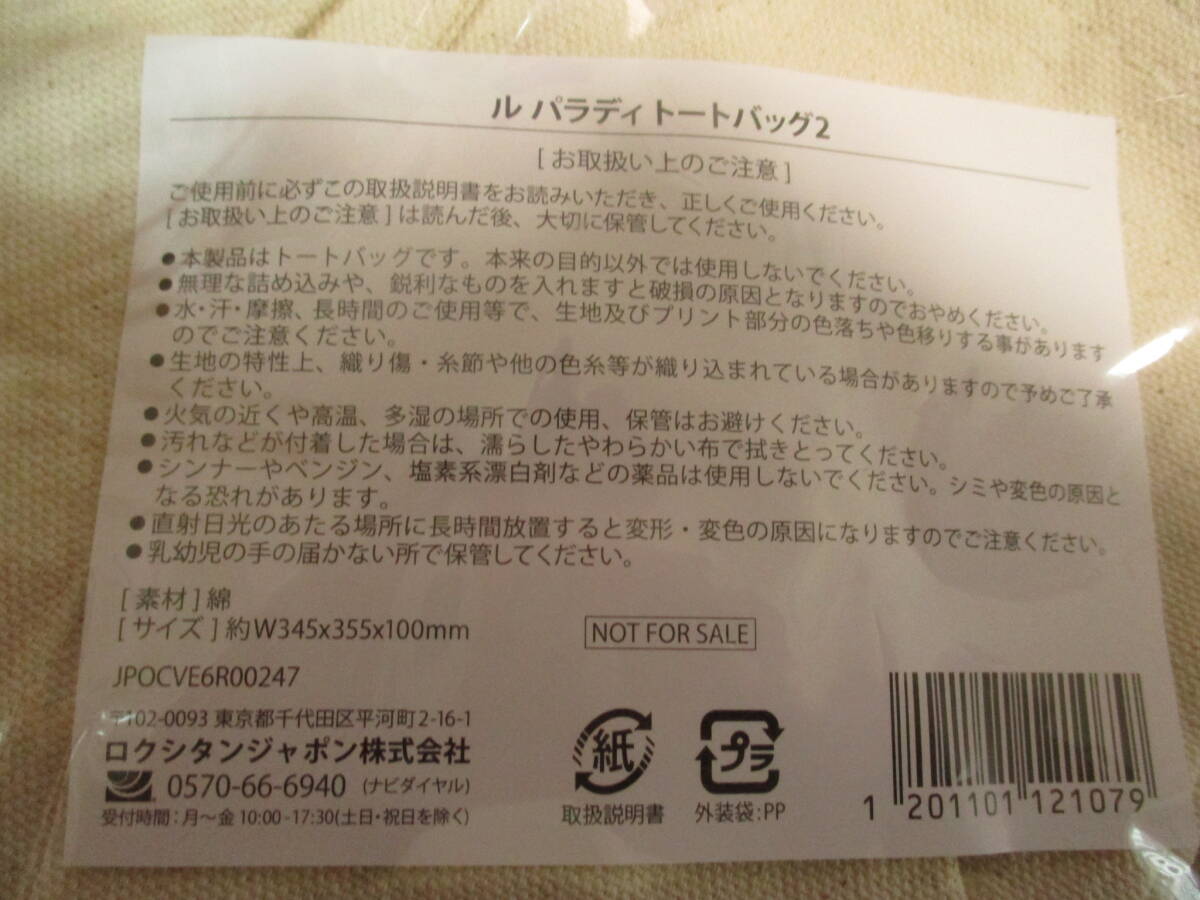 ル パラディ トートバッグ2
[ お取扱い上のご注意 ]
ご使用前に必ずこの取扱説明書をお読みいただき、正しくご使用ください。
[ お取扱い上のご注意 ] は読んだ後、大切に保管してください。
●本製品はトートバッグです。本来の目的以外では使用しないでください。
●無理な詰め込みや、鋭利なものを入れますと破損の原因となりますのでおやめください。
●水・汗・摩擦、長時間のご使用等で、生地及びプリント部分の色落ちや色移りする事があります
のでご注意ください。
●生地の特性上、織り傷・糸節や他の色糸等が織り込まれている場合がありますので予めご了承
ください。
●火気の近くや高温、多湿の場所での使用、保管はお避けください。
●汚れなどが付着した場合は、濡らしたやわらかい布で拭きとってください。
●シンナーやベンジン、塩素系漂白剤などの薬品は使用しないでください。シミや変色の原因と
なる恐れがあります。
●直射日光のあたる場所に長時間放置すると変形・変色の原因になりますのでご注意ください。
●乳幼児の手の届かない所で保管してください。
[ 素材 ] 綿
[ サイズ ] 約W345x355x100mm
NOT FOR SALE
JPOCVE6R00247
〒102-0093 東京都千代田区平河町2-16-1
ロクシタンジャポン株式会社
0570-66-6940 (ナビダイヤル)
受付時間:月～金 10:00-17:30(土日・祝日を除く)
紙
取扱説明書
プラ
外装袋:PP
1 201101 121079